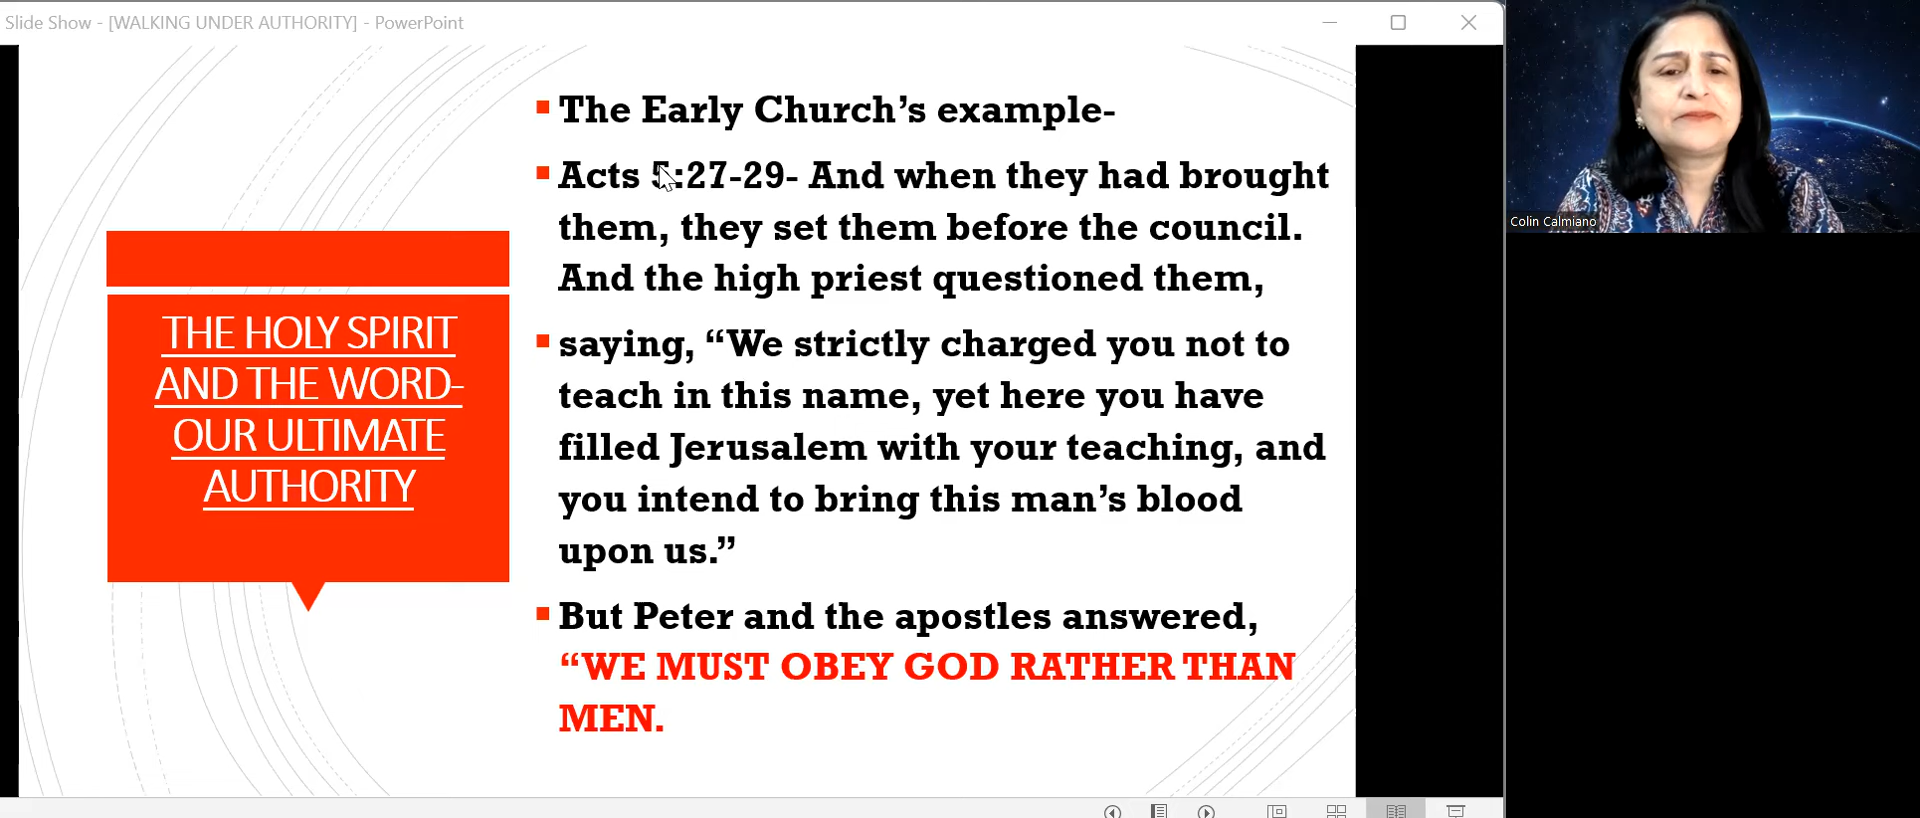 Slide Show - [WALKING UNDER AUTHORITY] - PowerPoint
THE HOLY SPIRIT
AND THE WORD-
OUR ULTIMATE
AUTHORITY
The Early Church’s example-
Acts 5:27-29- And when they had brought
them, they set them before the council.
And the high priest questioned them,
saying, “We strictly charged you not to
teach in this name, yet here you have
filled Jerusalem with your teaching, and
you intend to bring this man’s blood
upon us.”
But Peter and the apostles answered,
“WE MUST OBEY GOD RATHER THAN
MEN.
Colin Calmiano